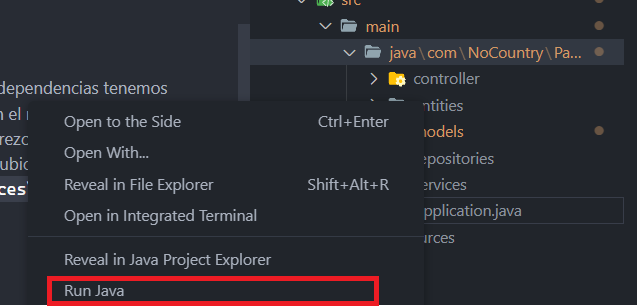 src
main
java\com\NoCountry\Pa...
controller
entities
models
repositories
services
pplication.java
ources
dependencias tenemos
n el
rezc
ubic
ces
Open to the Side Ctrl+Enter
Open With...
Reveal in File Explorer Shift+Alt+R
Open in Integrated Terminal
Reveal in Java Project Explorer
Run Java